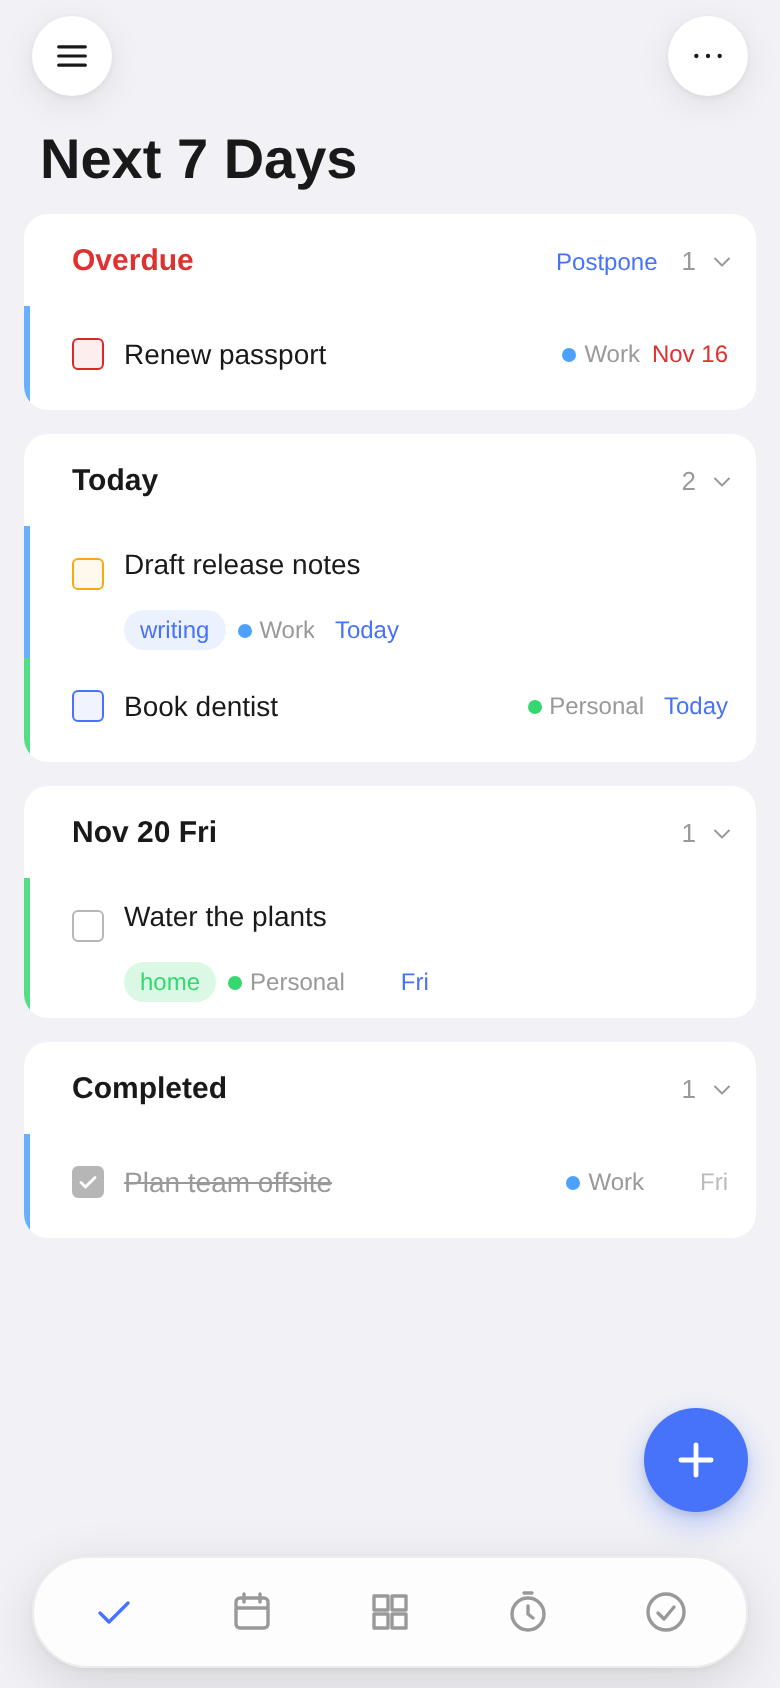 Next 7 Days
Overdue Postpone 1
Renew passport Work Nov 16
Today 2
Draft release notes
writing Work Today
Book dentist Personal Today
Nov 20 Fri 1
Water the plants
home Personal Fri
Completed 1
Plan team offsite Work Fri